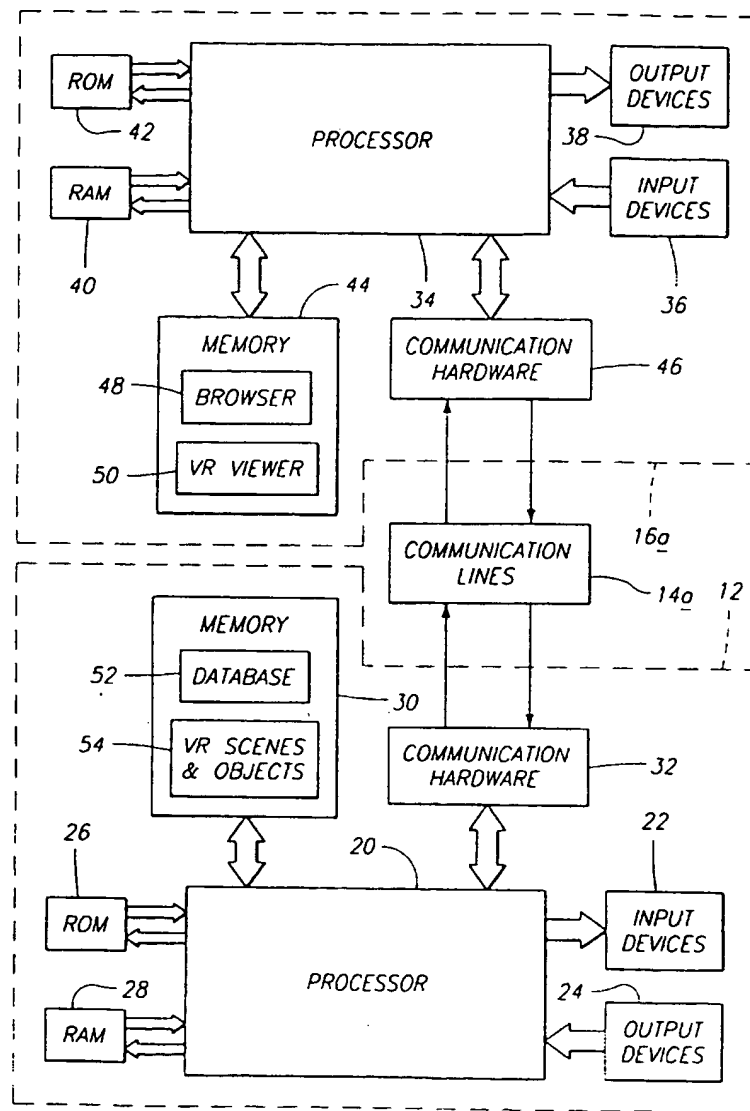 ROM
42
PROCESSOR
OUTPUT
DEVICES
38
RAM
40
INPUT
DEVICES
36
34
44
MEMORY
48
BROWSER
50
VR VIEWER
COMMUNICATION
HARDWARE
46
16a
COMMUNICATION
LINES
14a
12
MEMORY
52
DATABASE
30
54
VR SCENES
& OBJECTS
COMMUNICATION
HARDWARE
32
26
ROM
20
PROCESSOR
22
INPUT
DEVICES
28
RAM
24
OUTPUT
DEVICES